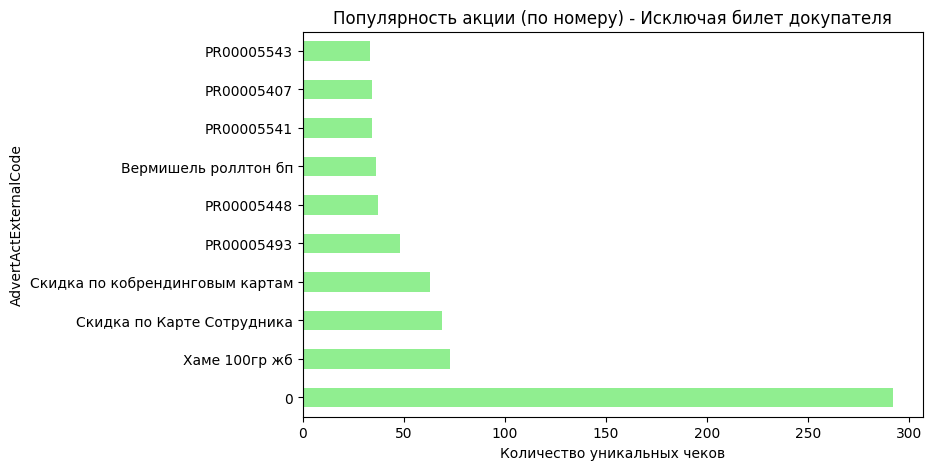 Популярность акции (по номеру) - Исключая билет докупателя
AdvertActExternalCode
PR00005543
PR00005407
PR00005541
Вермишель роллтон бп
PR00005448
PR00005493
Скидка по кобрендинговым картам
Скидка по Карте Сотрудника
Хаме 100гр жб
0
0 50 100 150 200 250 300
Количество уникальных чеков